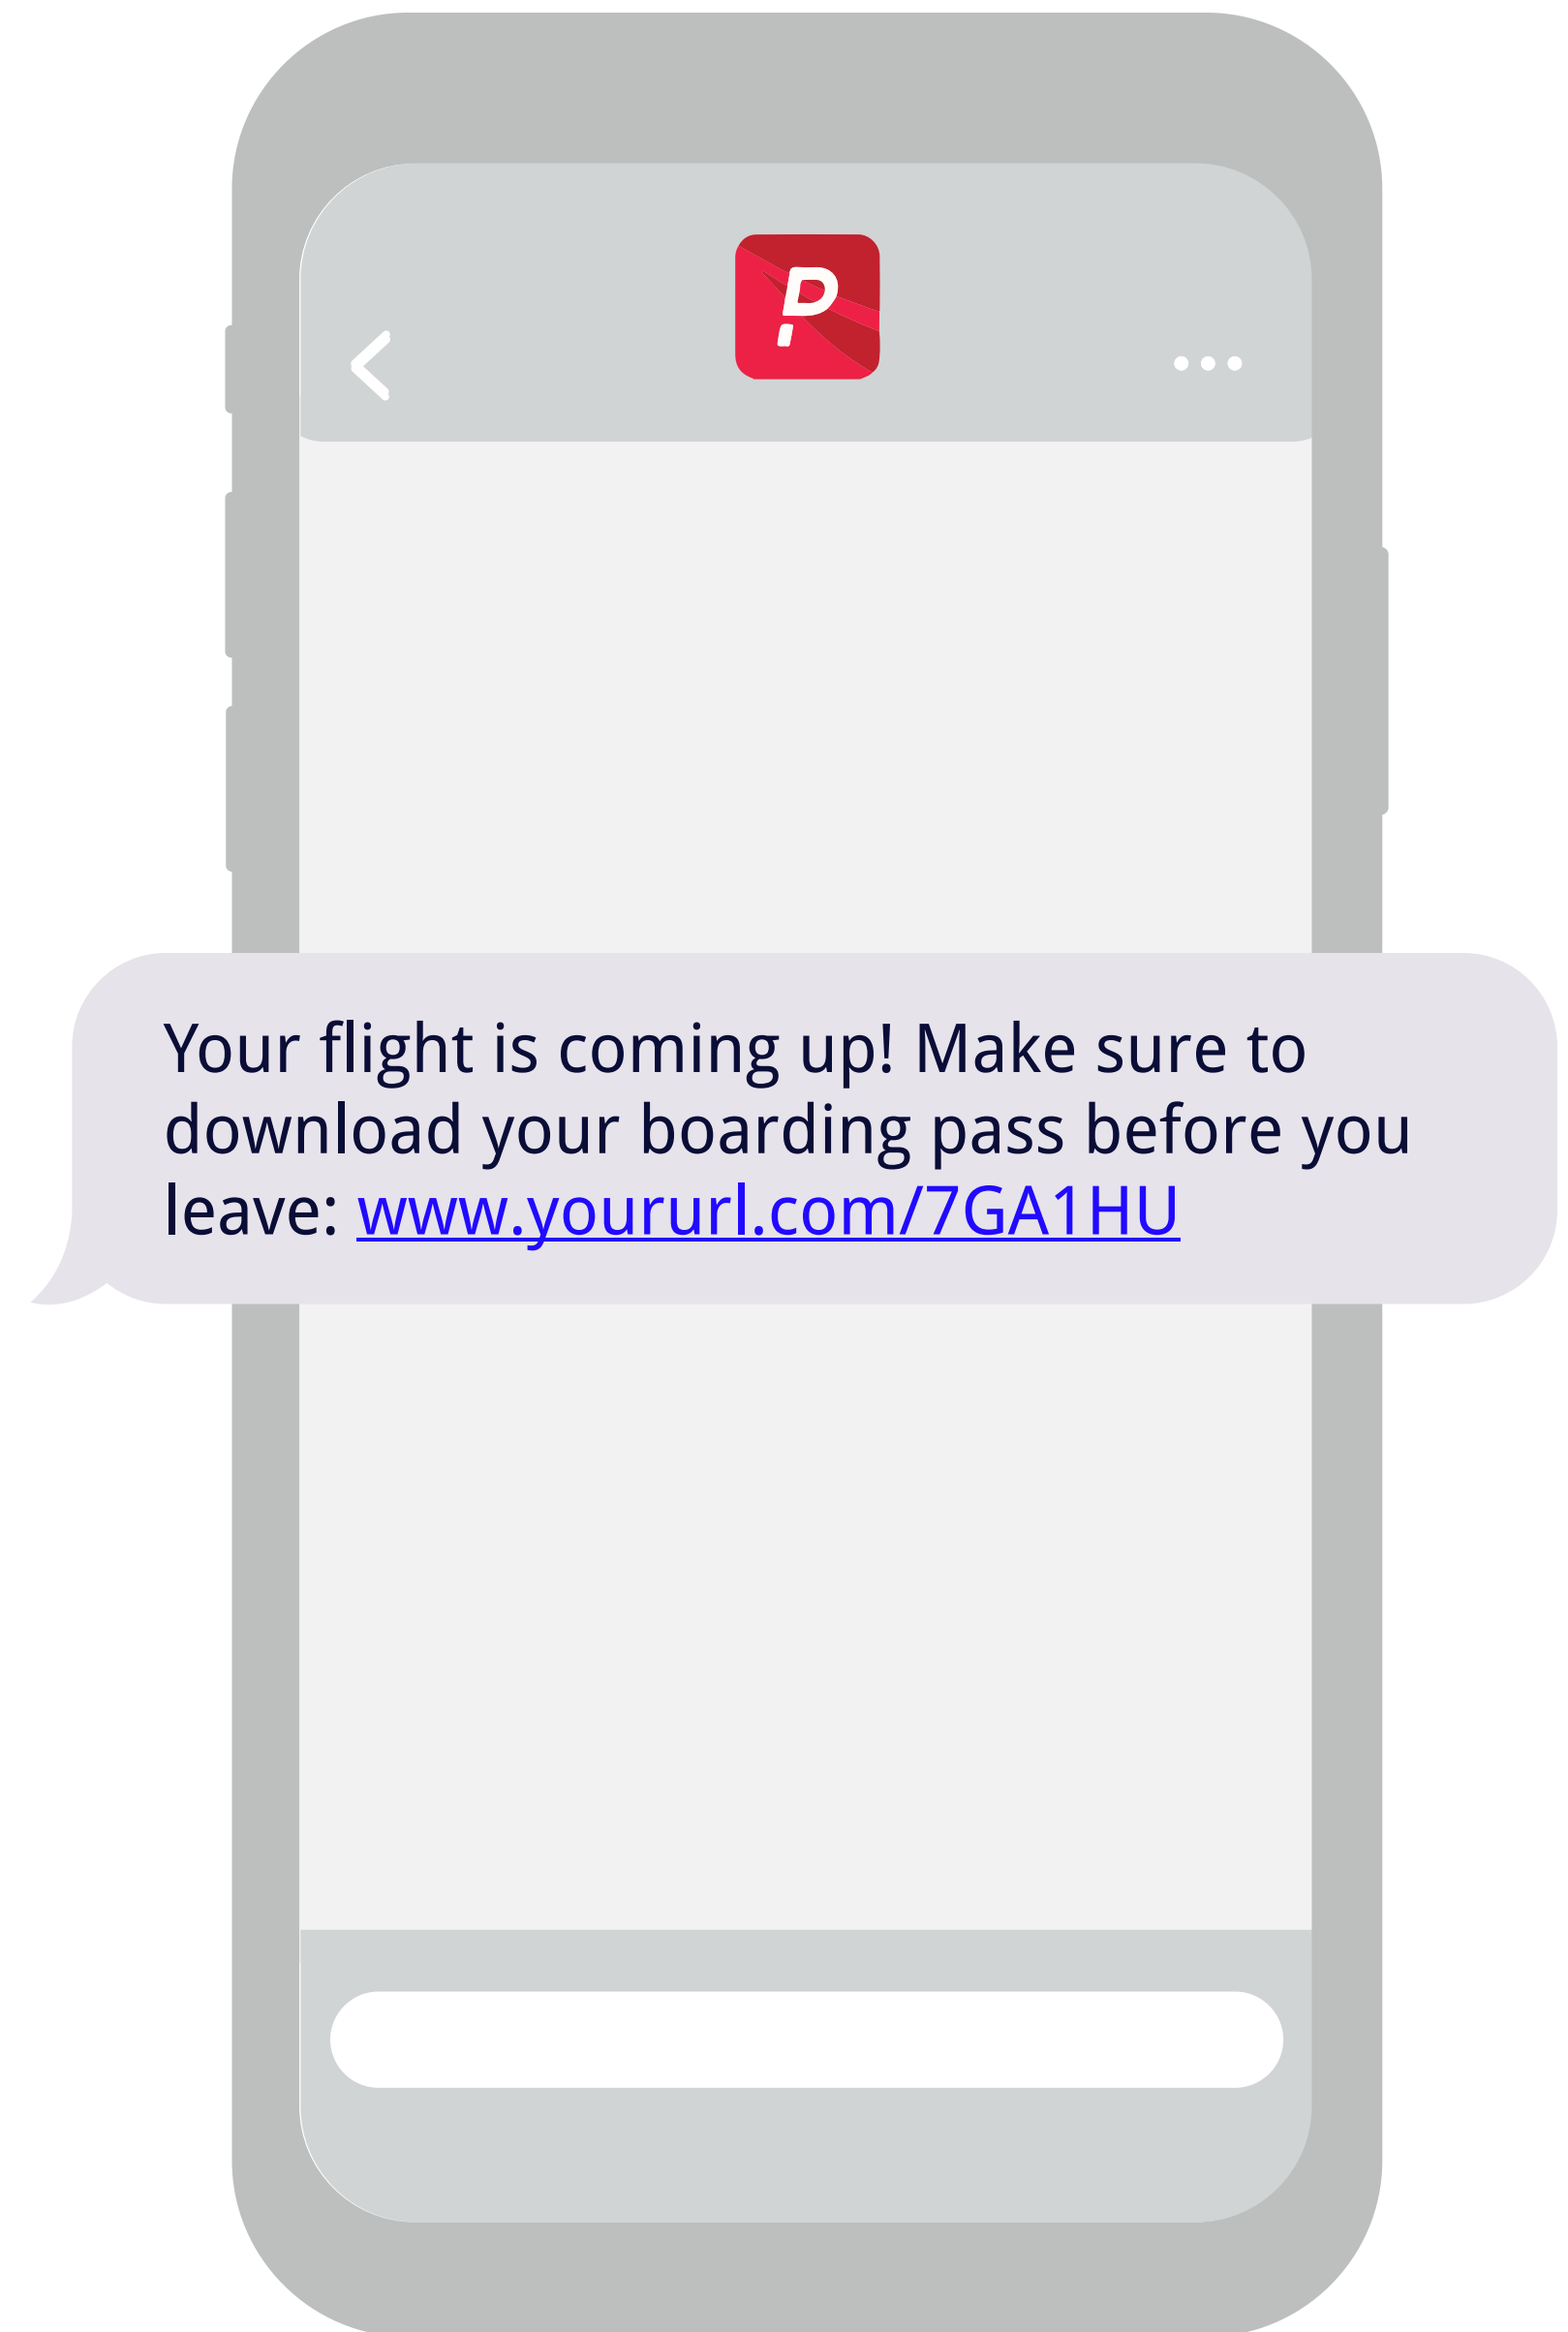 P
Your flight is coming up! Make sure to
download your boarding pass before you
leave: www.yoururl.com/7GA1HU